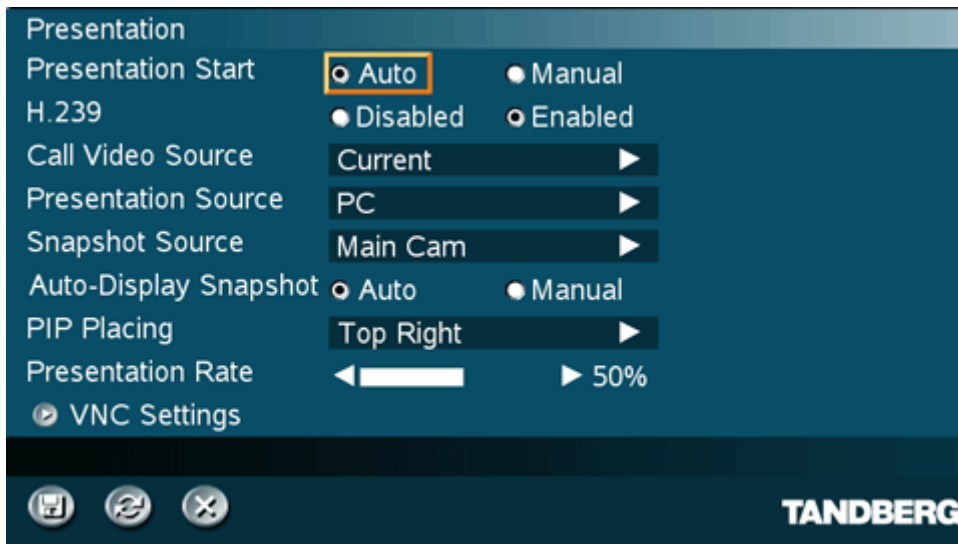 Presentation
Presentation Start Auto Manual
H.239 Disabled Enabled
Call Video Source Current
Presentation Source PC
Snapshot Source Main Cam
Auto-Display Snapshot Auto Manual
PIP Placing Top Right
Presentation Rate 50%
VNC Settings
TANDBERG